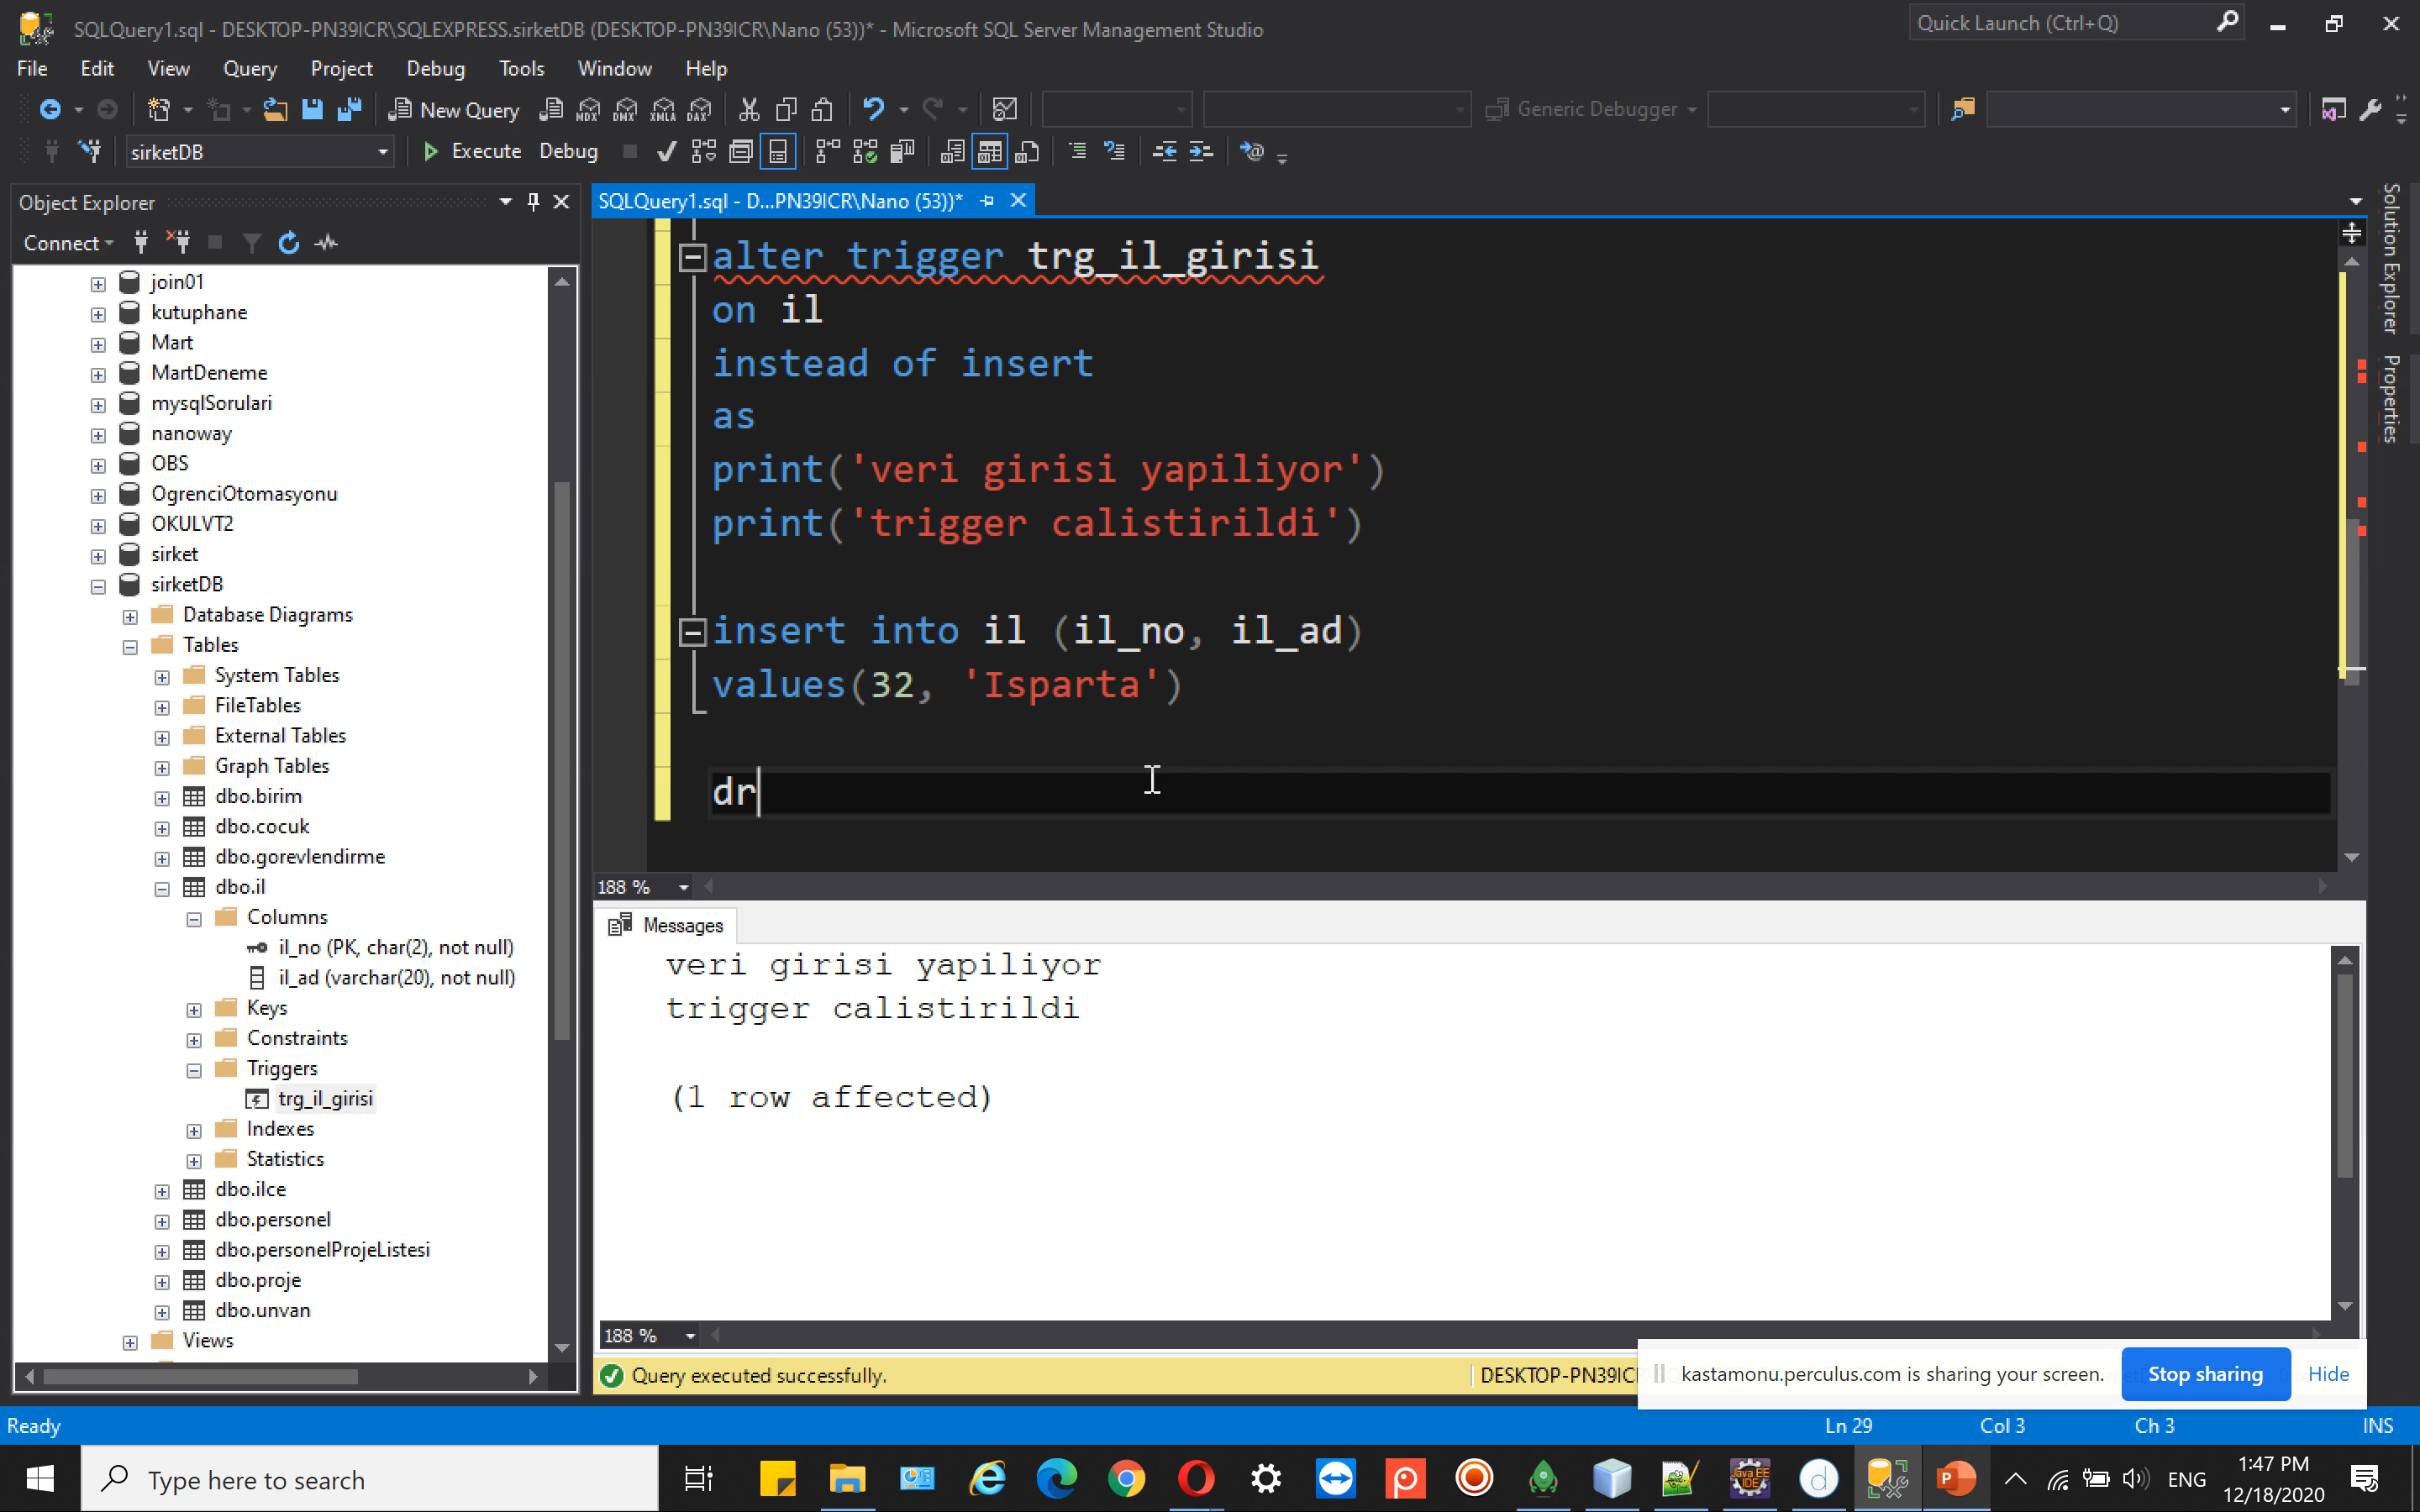 SQLQuery1.sql - DESKTOP-PN39ICR\SQLEXPRESS.sirketDB (DESKTOP-PN39ICR\Nano (53))* - Microsoft SQL Server Management Studio
Quick Launch (Ctrl+Q)
File Edit View Query Project Debug Tools Window Help
New Query MDX DMX XMLA DAX Generic Debugger
sirketDB Execute Debug
Object Explorer
Connect
join01
kutuphane
Mart
MartDeneme
mysqlSorulari
nanoway
OBS
OgrenciOtomasyonu
OKULVT2
sirket
sirketDB
Database Diagrams
Tables
System Tables
FileTables
External Tables
Graph Tables
dbo.birim
dbo.cocuk
dbo.gorevlendirme
dbo.il
Columns
il_no (PK, char(2), not null)
il_ad (varchar(20), not null)
Keys
Constraints
Triggers
trg_il_girisi
Indexes
Statistics
dbo.ilce
dbo.personel
dbo.personelProjeListesi
dbo.proje
dbo.unvan
Views
SQLQuery1.sql - D...PN39ICR\Nano (53))*
alter trigger trg_il_girisi
on il
instead of insert
as
print('veri girisi yapiliyor')
print('trigger calistirildi')
insert into il (il_no, il_ad)
values(32, 'Isparta')
dr
188 %
Messages
veri girisi yapiliyor
trigger calistirildi
(1 row affected)
188 %
Query executed successfully.
DESKTOP-PN39IC
kastamonu.perculus.com is sharing your screen.
Stop sharing
Hide
Solution Explorer
Properties
Ready
Ln 29 Col 3 Ch 3 INS
Type here to search
Java EE
IDE
ENG
1:47 PM
12/18/2020